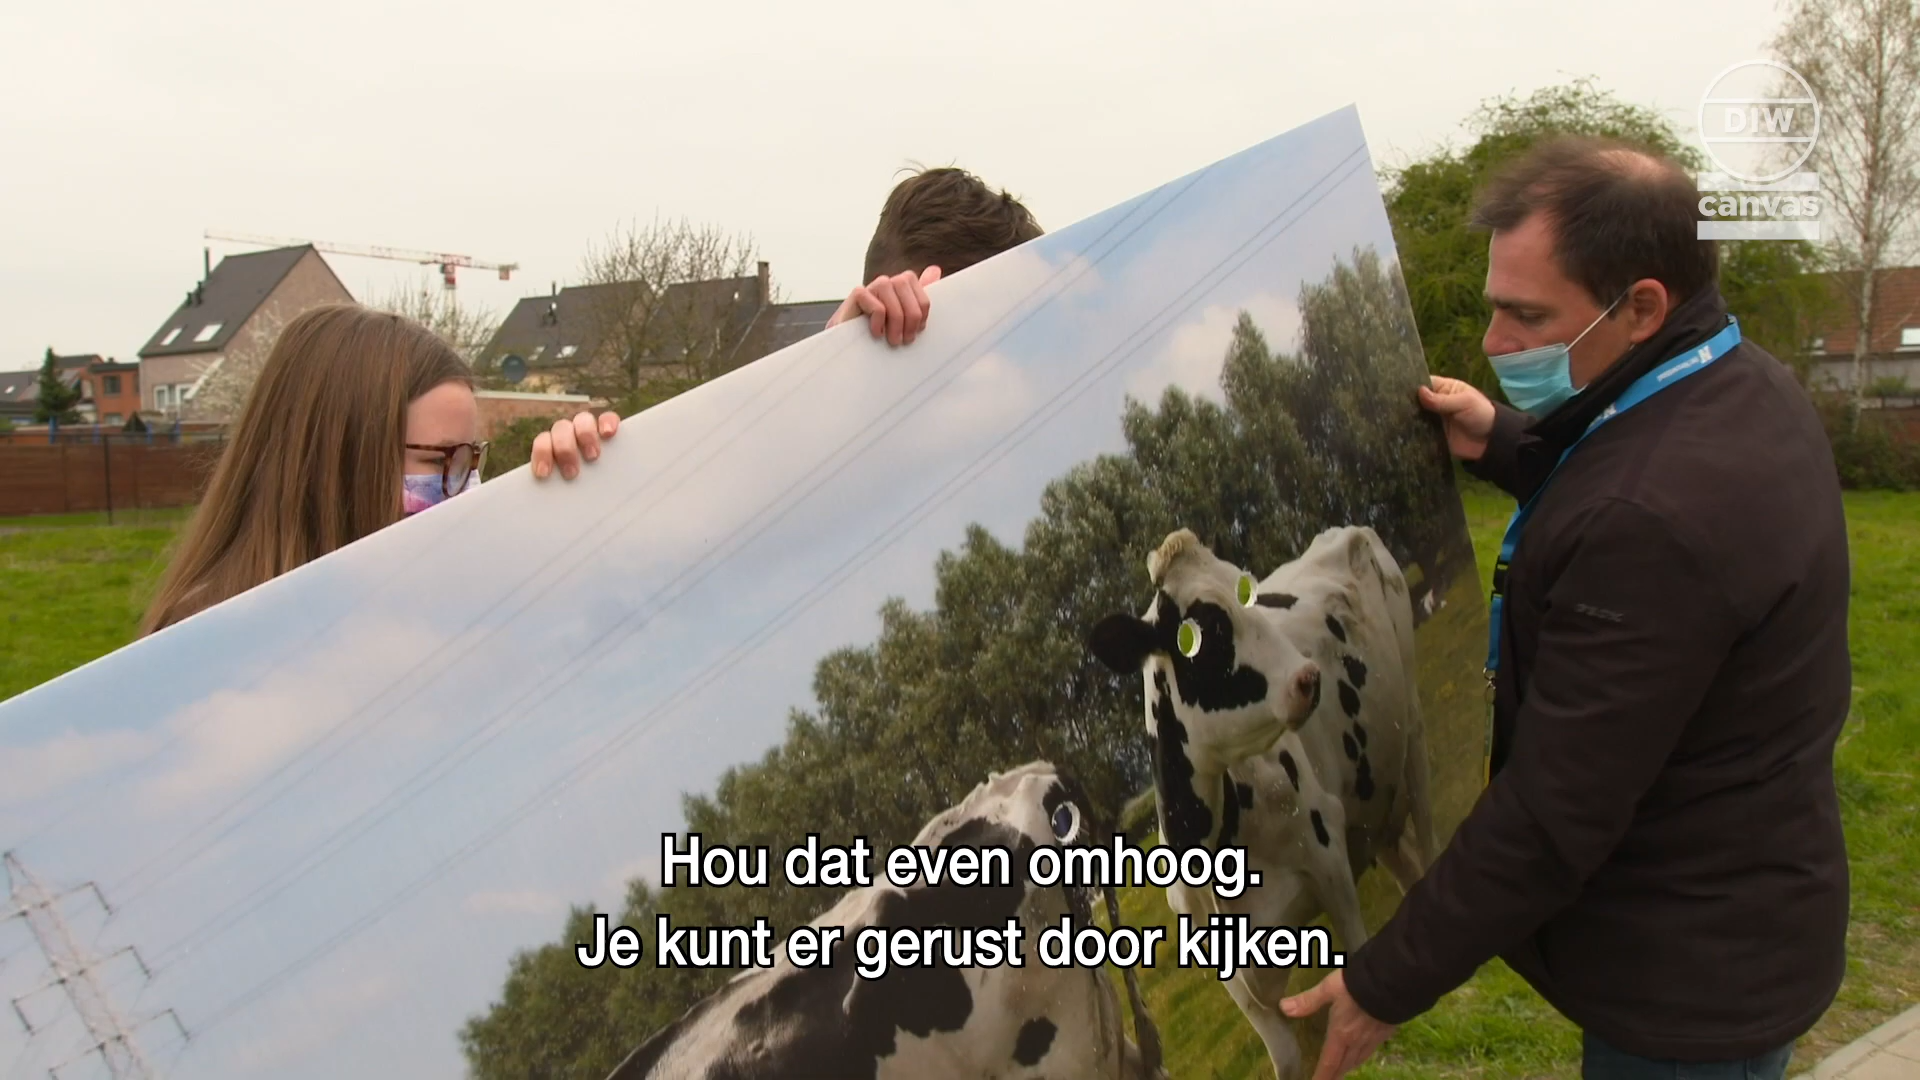 DIW
canvas
Hou dat even omhoog.
Je kunt er gerust door kijken.